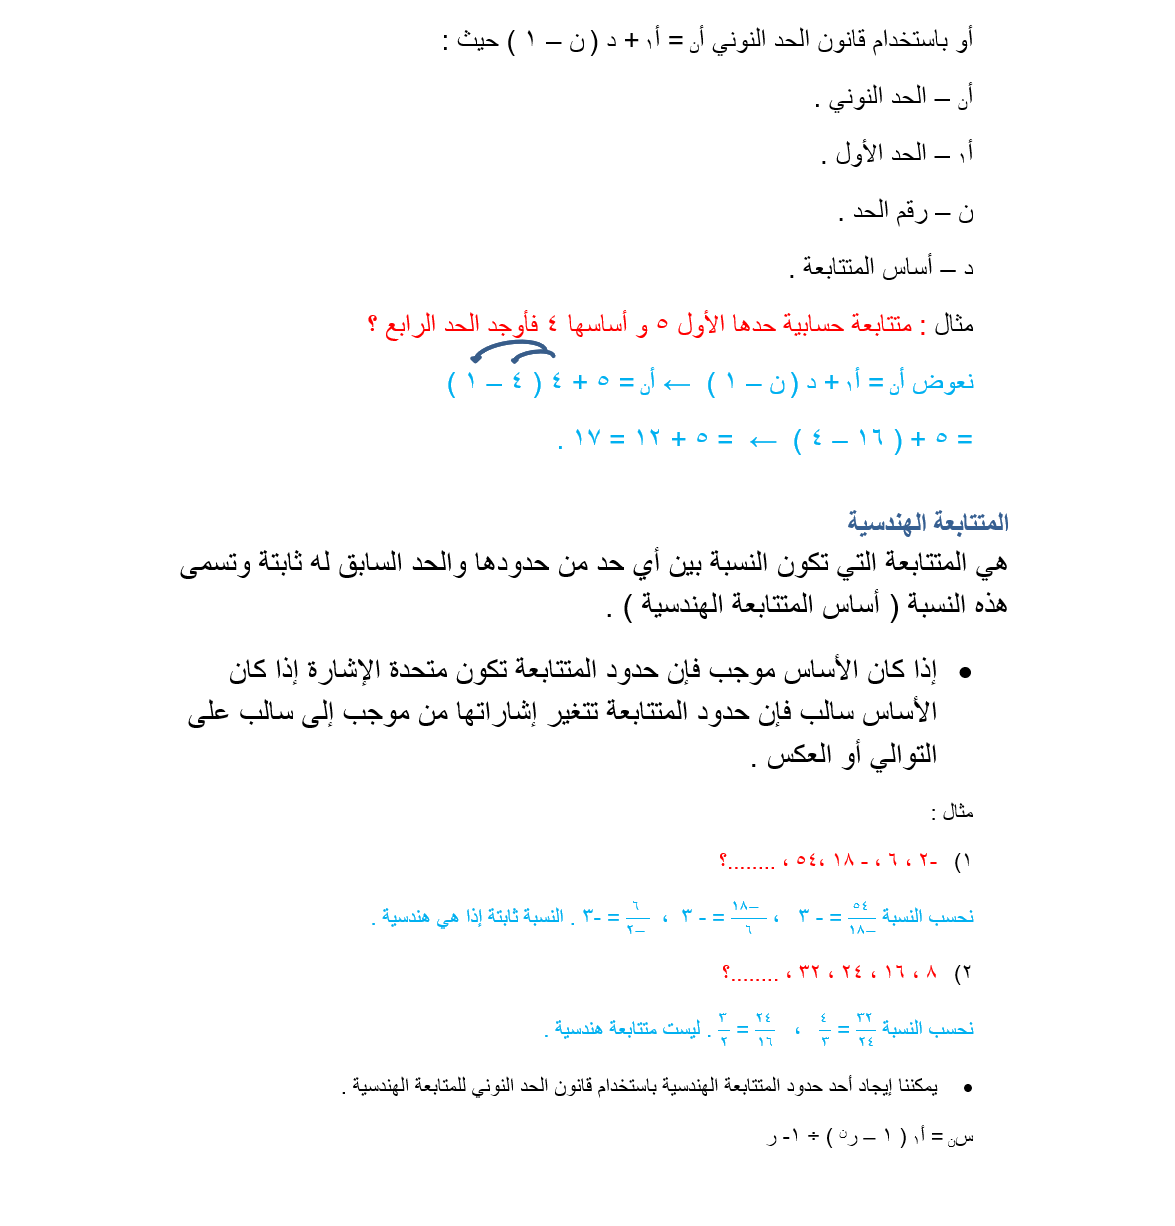 أو باستخدام قانون الحد النوني أن = أ١ + د ( ن – ١ ) حيث :
أن – الحد النوني .
أ١ – الحد الأول .
ن – رقم الحد .
د – أساس المتتابعة .
مثال : متتابعة حسابية حدها الأول ٥ و أساسها ٤ فأوجد الحد الرابع ؟
نعوض أن = أ١ + د ( ن – ١ ) ← أن = ٥ + ٤ ( ٤ – ١ )
= ٥ + ( ١٦ – ٤ ) ← = ٥ + ١٢ = ١٧ .
المتتابعة الهندسية
هي المتتابعة التي تكون النسبة بين أي حد من حدودها والحد السابق له ثابتة وتسمى
هذه النسبة ( أساس المتتابعة الهندسية ) .
• إذا كان الأساس موجب فإن حدود المتتابعة تكون متحدة الإشارة إذا كان
الأساس سالب فإن حدود المتتابعة تتغير إشاراتها من موجب إلى سالب على
التوالي أو العكس .
مثال :
١) -٢ ، ٦ ، - ١٨ ،٥٤ ، ........؟
نحسب النسبة ٥٤/–١٨ = - ٣ ، –١٨/٦ = - ٣ ، ٦/–٢ = -٣ . النسبة ثابتة إذا هي هندسية .
٢) ٨ ، ١٦ ، ٢٤ ، ٣٢ ، ........؟
نحسب النسبة ٣٢/٢٤ = ٤/٣ ، ٢٤/١٦ = ٣/٢ . ليست متتابعة هندسية .
• يمكننا إيجاد أحد حدود المتتابعة الهندسية باستخدام قانون الحد النوني للمتابعة الهندسية .
سن = أ١ ( ١ – رن ) ÷ ١- ر